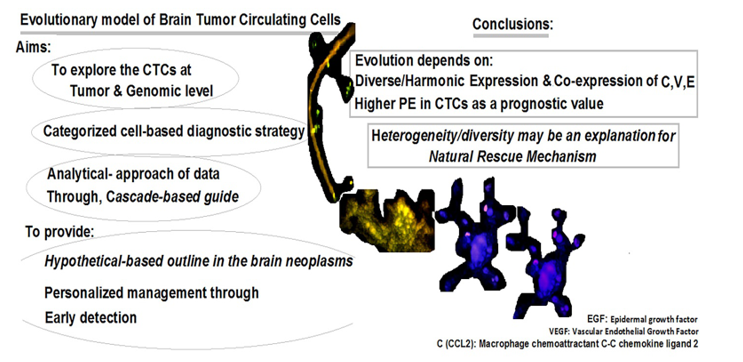 Evolutionary model of Brain Tumor Circulating Cells
Aims:
To explore the CTCs at
Tumor & Genomic level
Categorized cell-based diagnostic strategy
Analytical- approach of data
Through, Cascade-based guide
To provide:
Hypothetical-based outline in the brain neoplasms
Personalized management through
Early detection
Conclusions:
Evolution depends on:
Diverse/Harmonic Expression & Co-expression of C,V,E
Higher PE in CTCs as a prognostic value
Heterogeneity/diversity may be an explanation for
Natural Rescue Mechanism
EGF: Epidermal growth factor
VEGF: Vascular Endothelial Growth Factor
C (CCL2): Macrophage chemoattractant C-C chemokine ligand 2